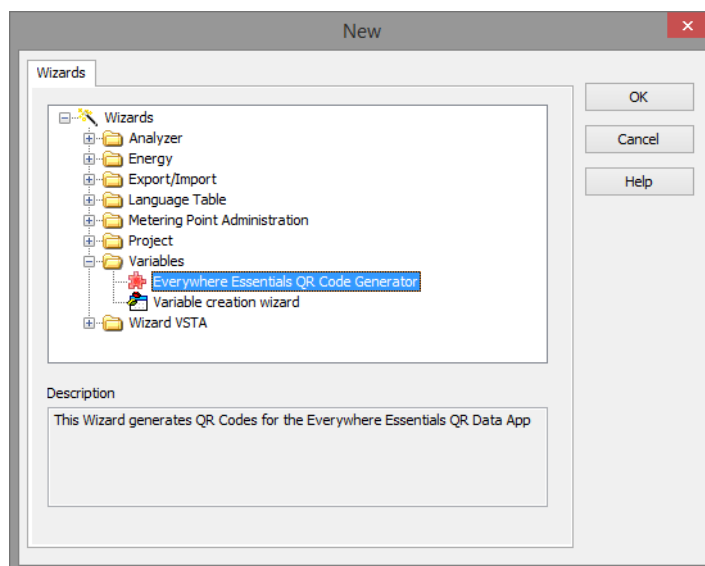 New
Wizards
OK
Wizards
Analyzer
Cancel
Energy
Export/Import
Help
Language Table
Metering Point Administration
Project
Variables
Everywhere Essentials QR Code Generator
Variable creation wizard
Wizard VSTA
Description
This Wizard generates QR Codes for the Everywhere Essentials QR Data App